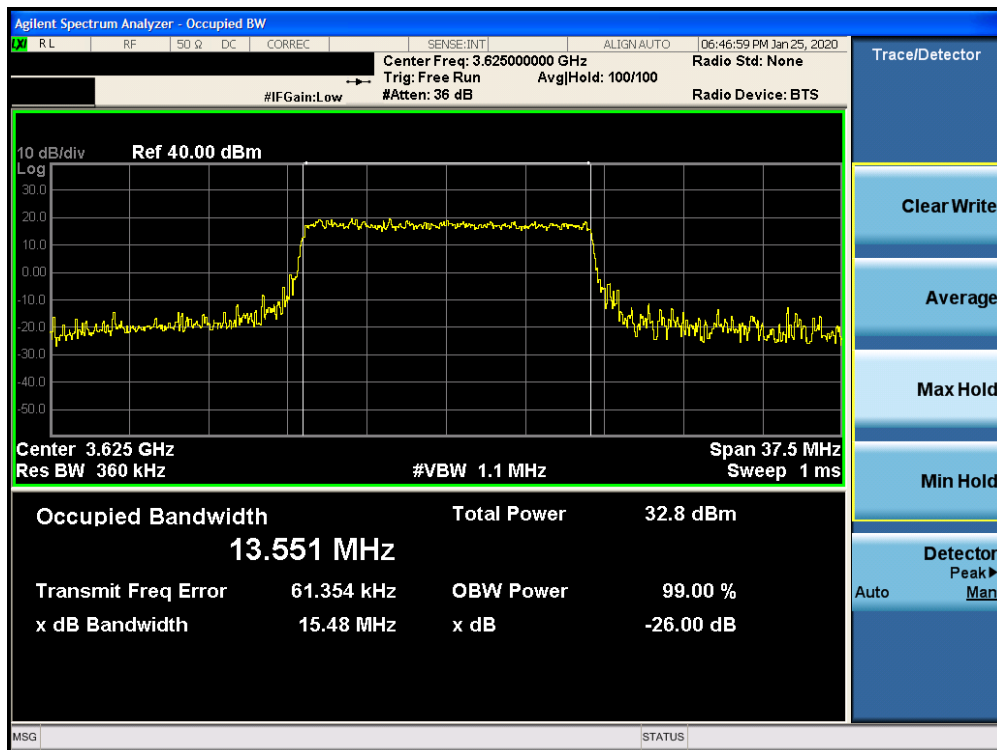 Agilent Spectrum Analyzer - Occupied BW
LXI RL RF 50 Ω DC CORREC SENSE:INT ALIGN AUTO 06:46:59 PM Jan 25, 2020
Center Freq: 3.625000000 GHz Radio Std: None
Trig: Free Run Avg|Hold: 100/100
#IFGain:Low #Atten: 36 dB Radio Device: BTS
Trace/Detector
10 dB/div Ref 40.00 dBm
Log
30.0
20.0
10.0
0.00
-10.0
-20.0
-30.0
-40.0
-50.0
Center 3.625 GHz Span 37.5 MHz
Res BW 360 kHz #VBW 1.1 MHz Sweep 1 ms
Occupied Bandwidth Total Power 32.8 dBm
13.551 MHz
Transmit Freq Error 61.354 kHz OBW Power 99.00 %
x dB Bandwidth 15.48 MHz x dB -26.00 dB
Clear Write
Average
Max Hold
Min Hold
Detector
Peak▶
Auto Man
MSG STATUS